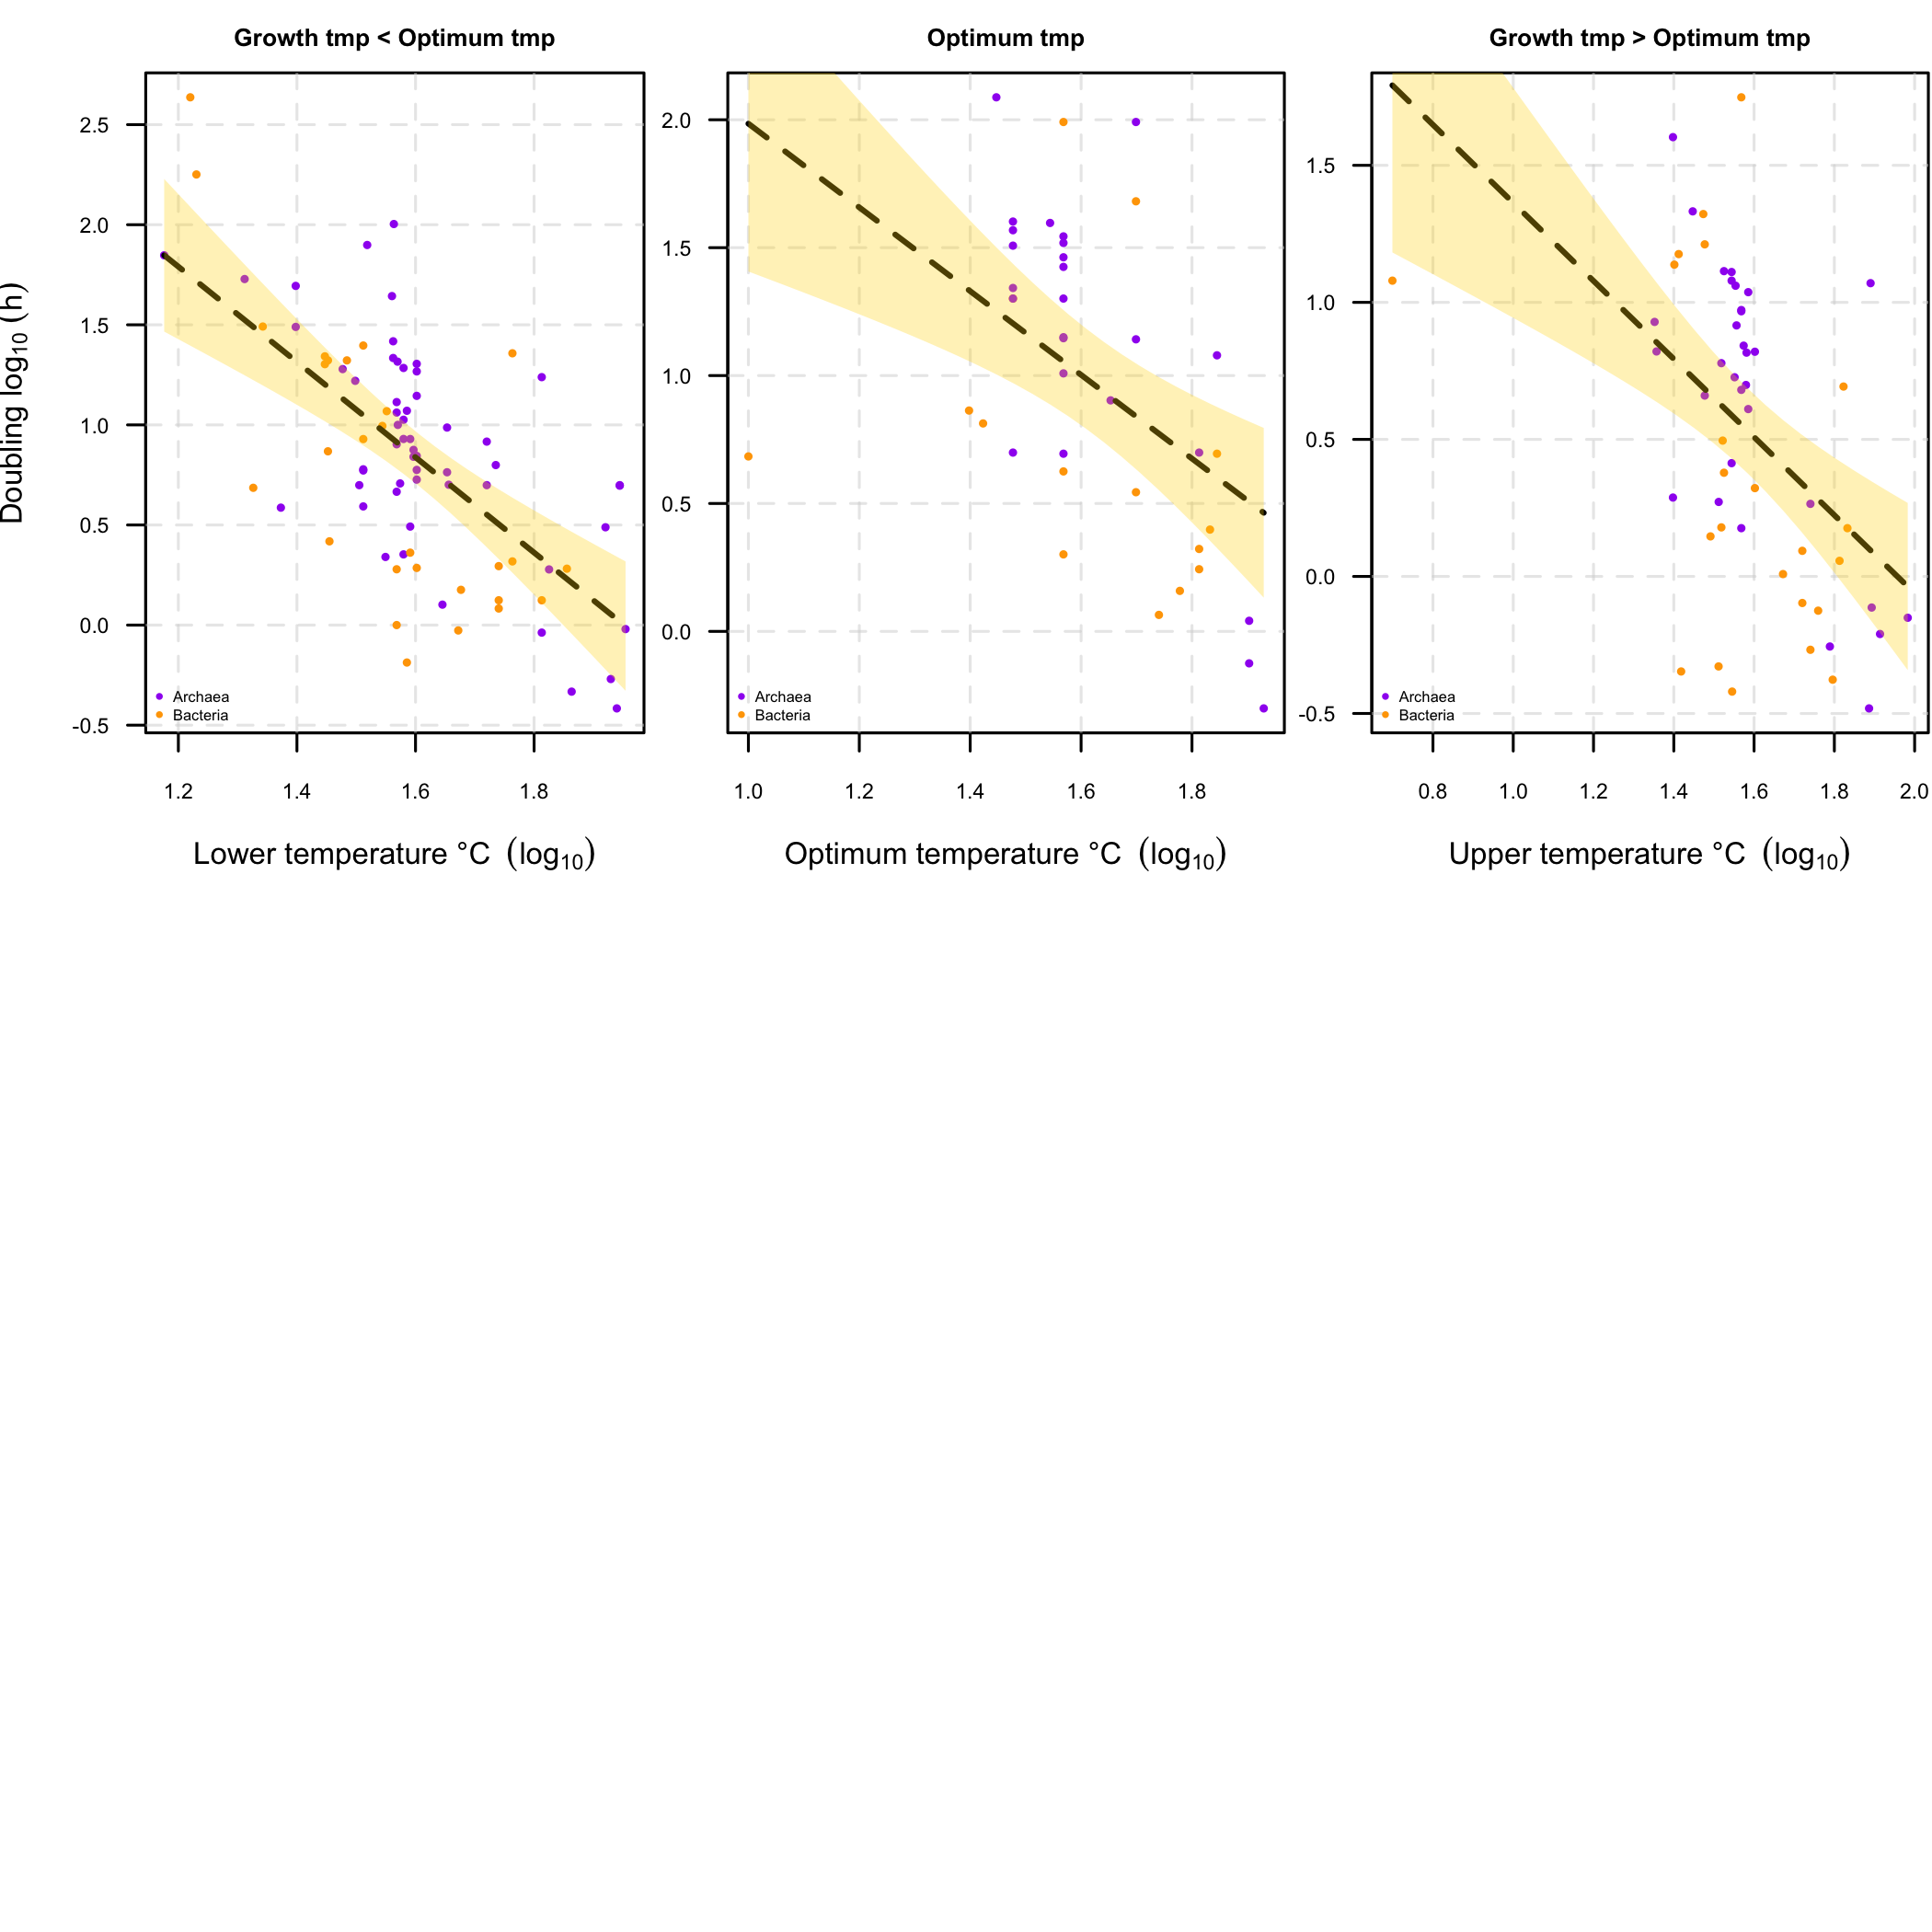 Growth tmp < Optimum tmp
Optimum tmp
Growth tmp > Optimum tmp
Doubling log10 (h)
2.5
2.0
1.5
1.0
0.5
0.0
-0.5
Archaea
Bacteria
1.2 1.4 1.6 1.8
Lower temperature °C (log10)
2.0
1.5
1.0
0.5
0.0
Archaea
Bacteria
1.0 1.2 1.4 1.6 1.8
Optimum temperature °C (log10)
1.5
1.0
0.5
0.0
-0.5
Archaea
Bacteria
0.8 1.0 1.2 1.4 1.6 1.8 2.0
Upper temperature °C (log10)